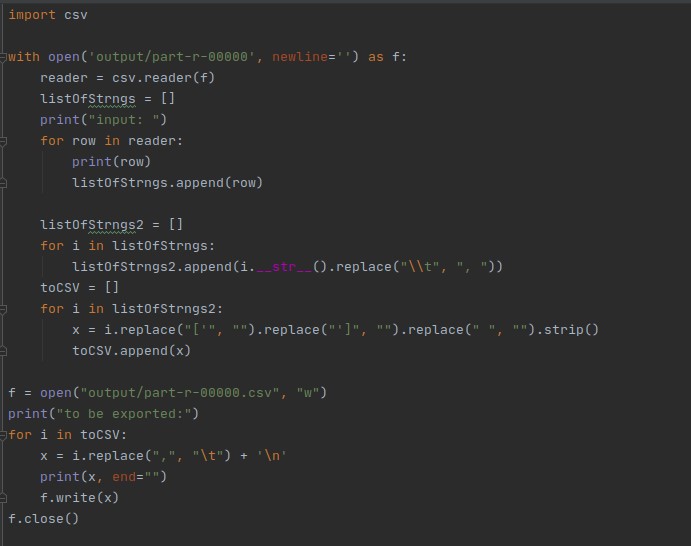 import csv
with open('output/part-r-00000', newline='') as f:
    reader = csv.reader(f)
    listOfStrngs = []
    print("input: ")
    for row in reader:
        print(row)
        listOfStrngs.append(row)
    listOfStrngs2 = []
    for i in listOfStrngs:
        listOfStrngs2.append(i.__str__().replace("\\t", ", "))
    toCSV = []
    for i in listOfStrngs2:
        x = i.replace("['", "").replace("']", "").replace(" ", "").strip()
        toCSV.append(x)
f = open("output/part-r-00000.csv", "w")
print("to be exported:")
for i in toCSV:
    x = i.replace(",", "\t") + '\n'
    print(x, end="")
    f.write(x)
f.close()